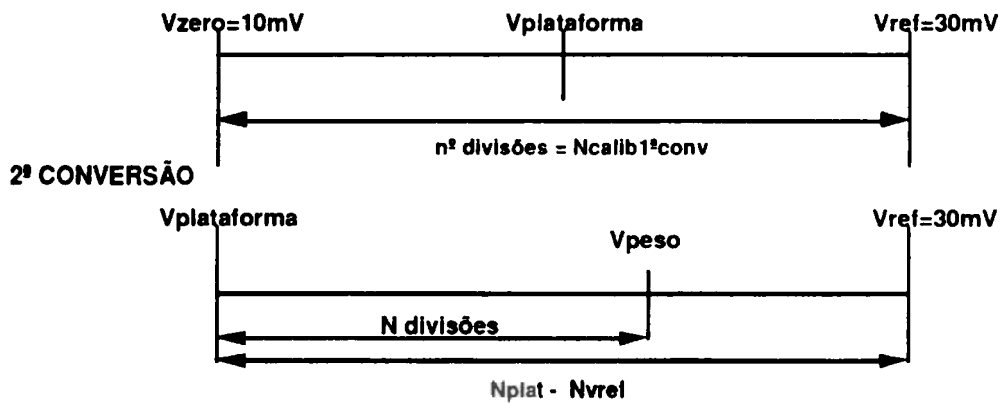 Vzero=10mV Vplataforma Vref=30mV
nº divisões = Ncalib1ªconv
2ª CONVERSÃO
Vplataforma Vref=30mV
Vpeso
N divisões
Nplat - Nvref